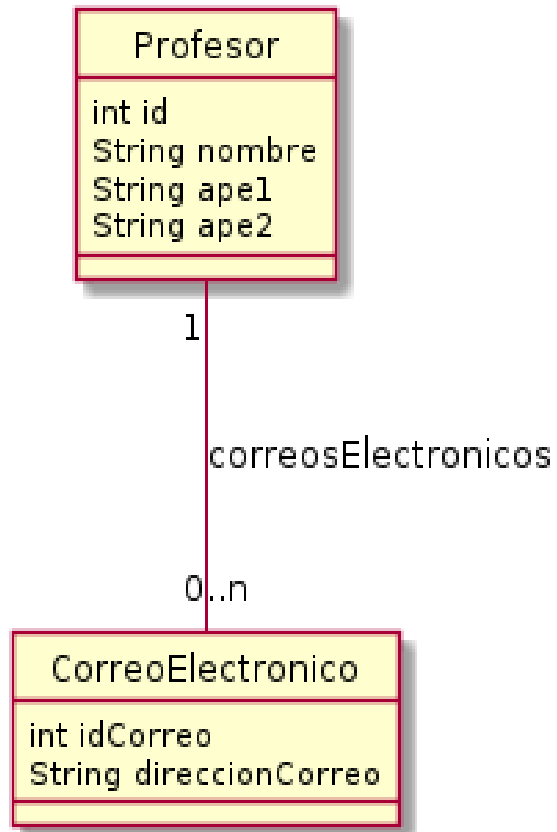 Profesor
int id
String nombre
String ape1
String ape2
1
correosElectronicos
0..n
CorreoElectronico
int idCorreo
String direccionCorreo